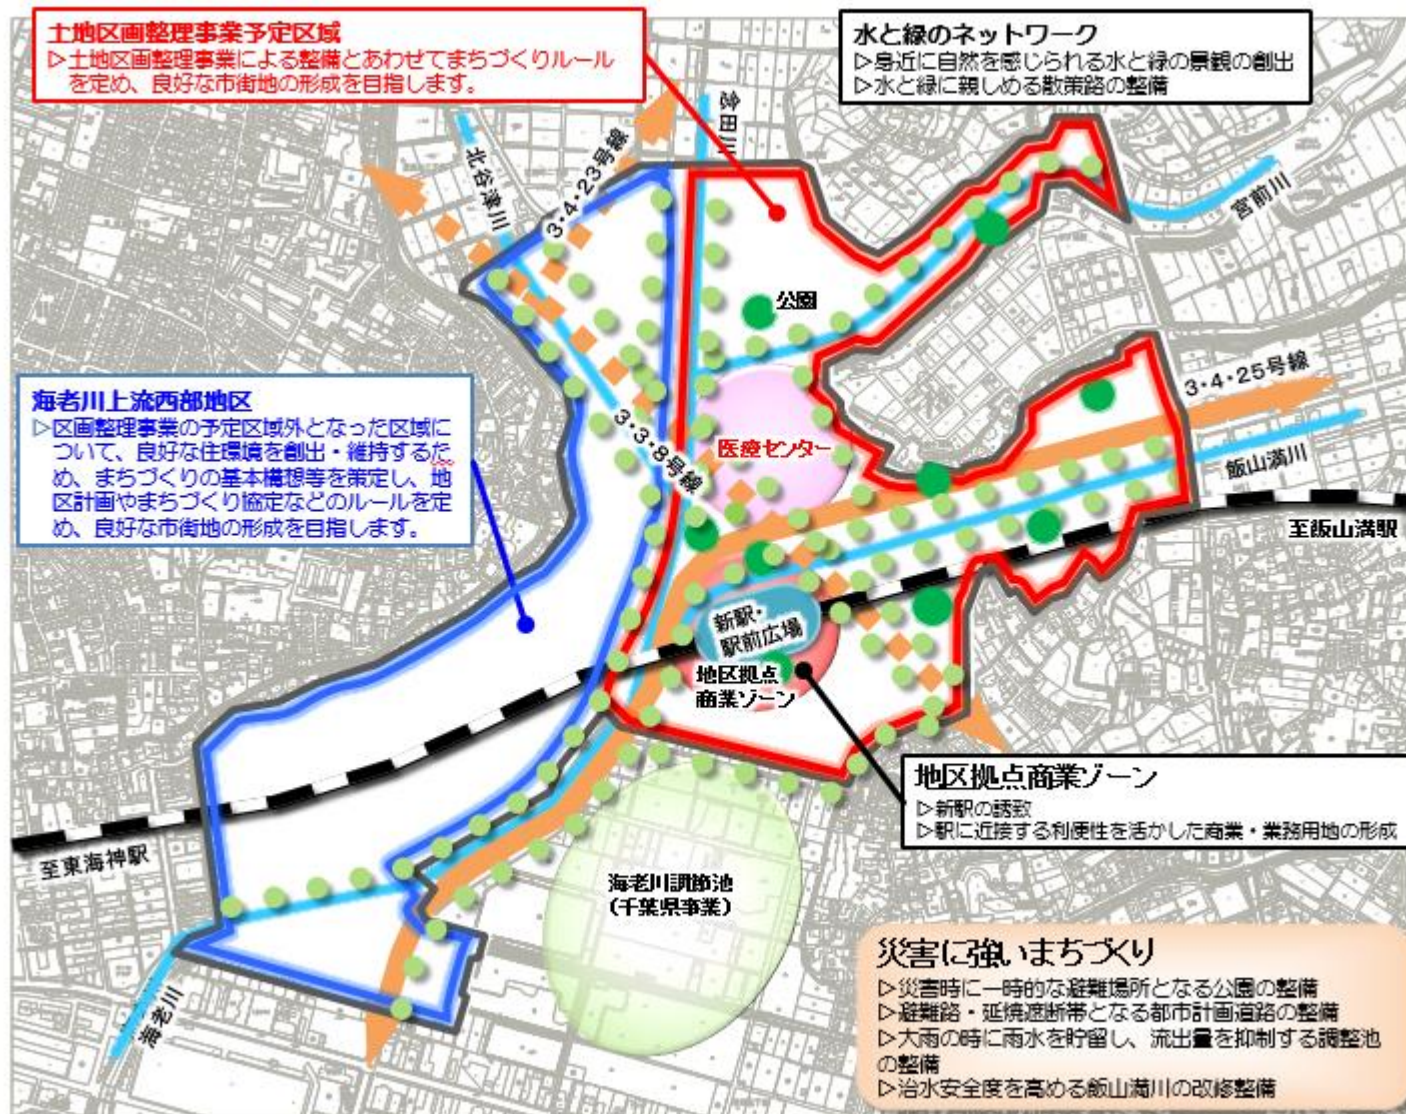 土地区画整理事業予定区域
▷土地区画整理事業による整備とあわせてまちづくりルール
を定め、良好な市街地の形成を目指します。
水と緑のネットワーク
▷身近に自然を感じられる水と緑の景観の創出
▷水と緑に親しめる散策路の整備
北谷津川
3・4・23号線
念田川
宮前川
公園
海老川上流西部地区
▷区画整理事業の予定区域外となった区域に
ついて、良好な住環境を創出・維持するた
め、まちづくりの基本構想等を策定し、地
区計画やまちづくり協定などのルールを定
め、良好な市街地の形成を目指します。
3・3・8号線
医療センター
3・4・25号線
飯山満川
至飯山満駅
新駅・
駅前広場
地区拠点
商業ゾーン
地区拠点商業ゾーン
▷新駅の誘致
▷駅に近接する利便性を活かした商業・業務用地の形成
至東海神駅
海老川調節池
（千葉県事業）
海老川
災害に強いまちづくり
▷災害時に一時的な避難場所となる公園の整備
▷避難路・延焼遮断帯となる都市計画道路の整備
▷大雨の時に雨水を貯留し、流出量を抑制する調整池
の整備
▷治水安全度を高める飯山満川の改修整備